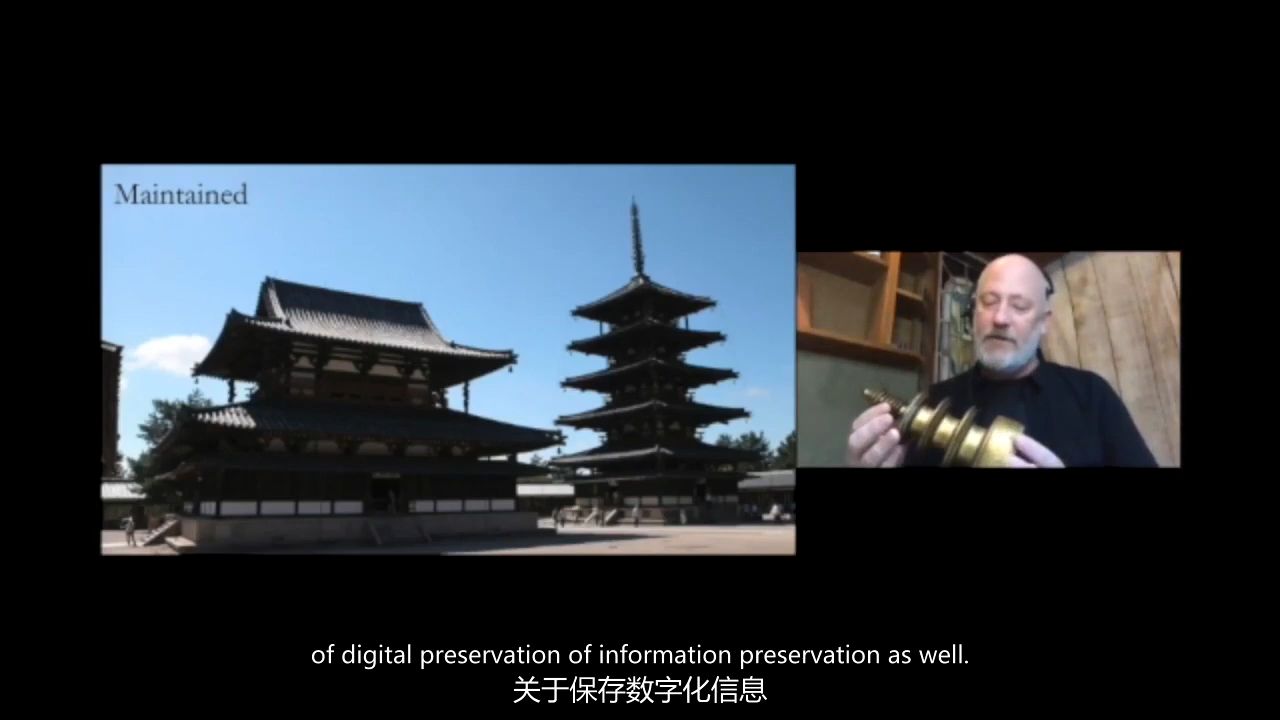 Maintained
of digital preservation of information preservation as well.
关于保存数字化信息